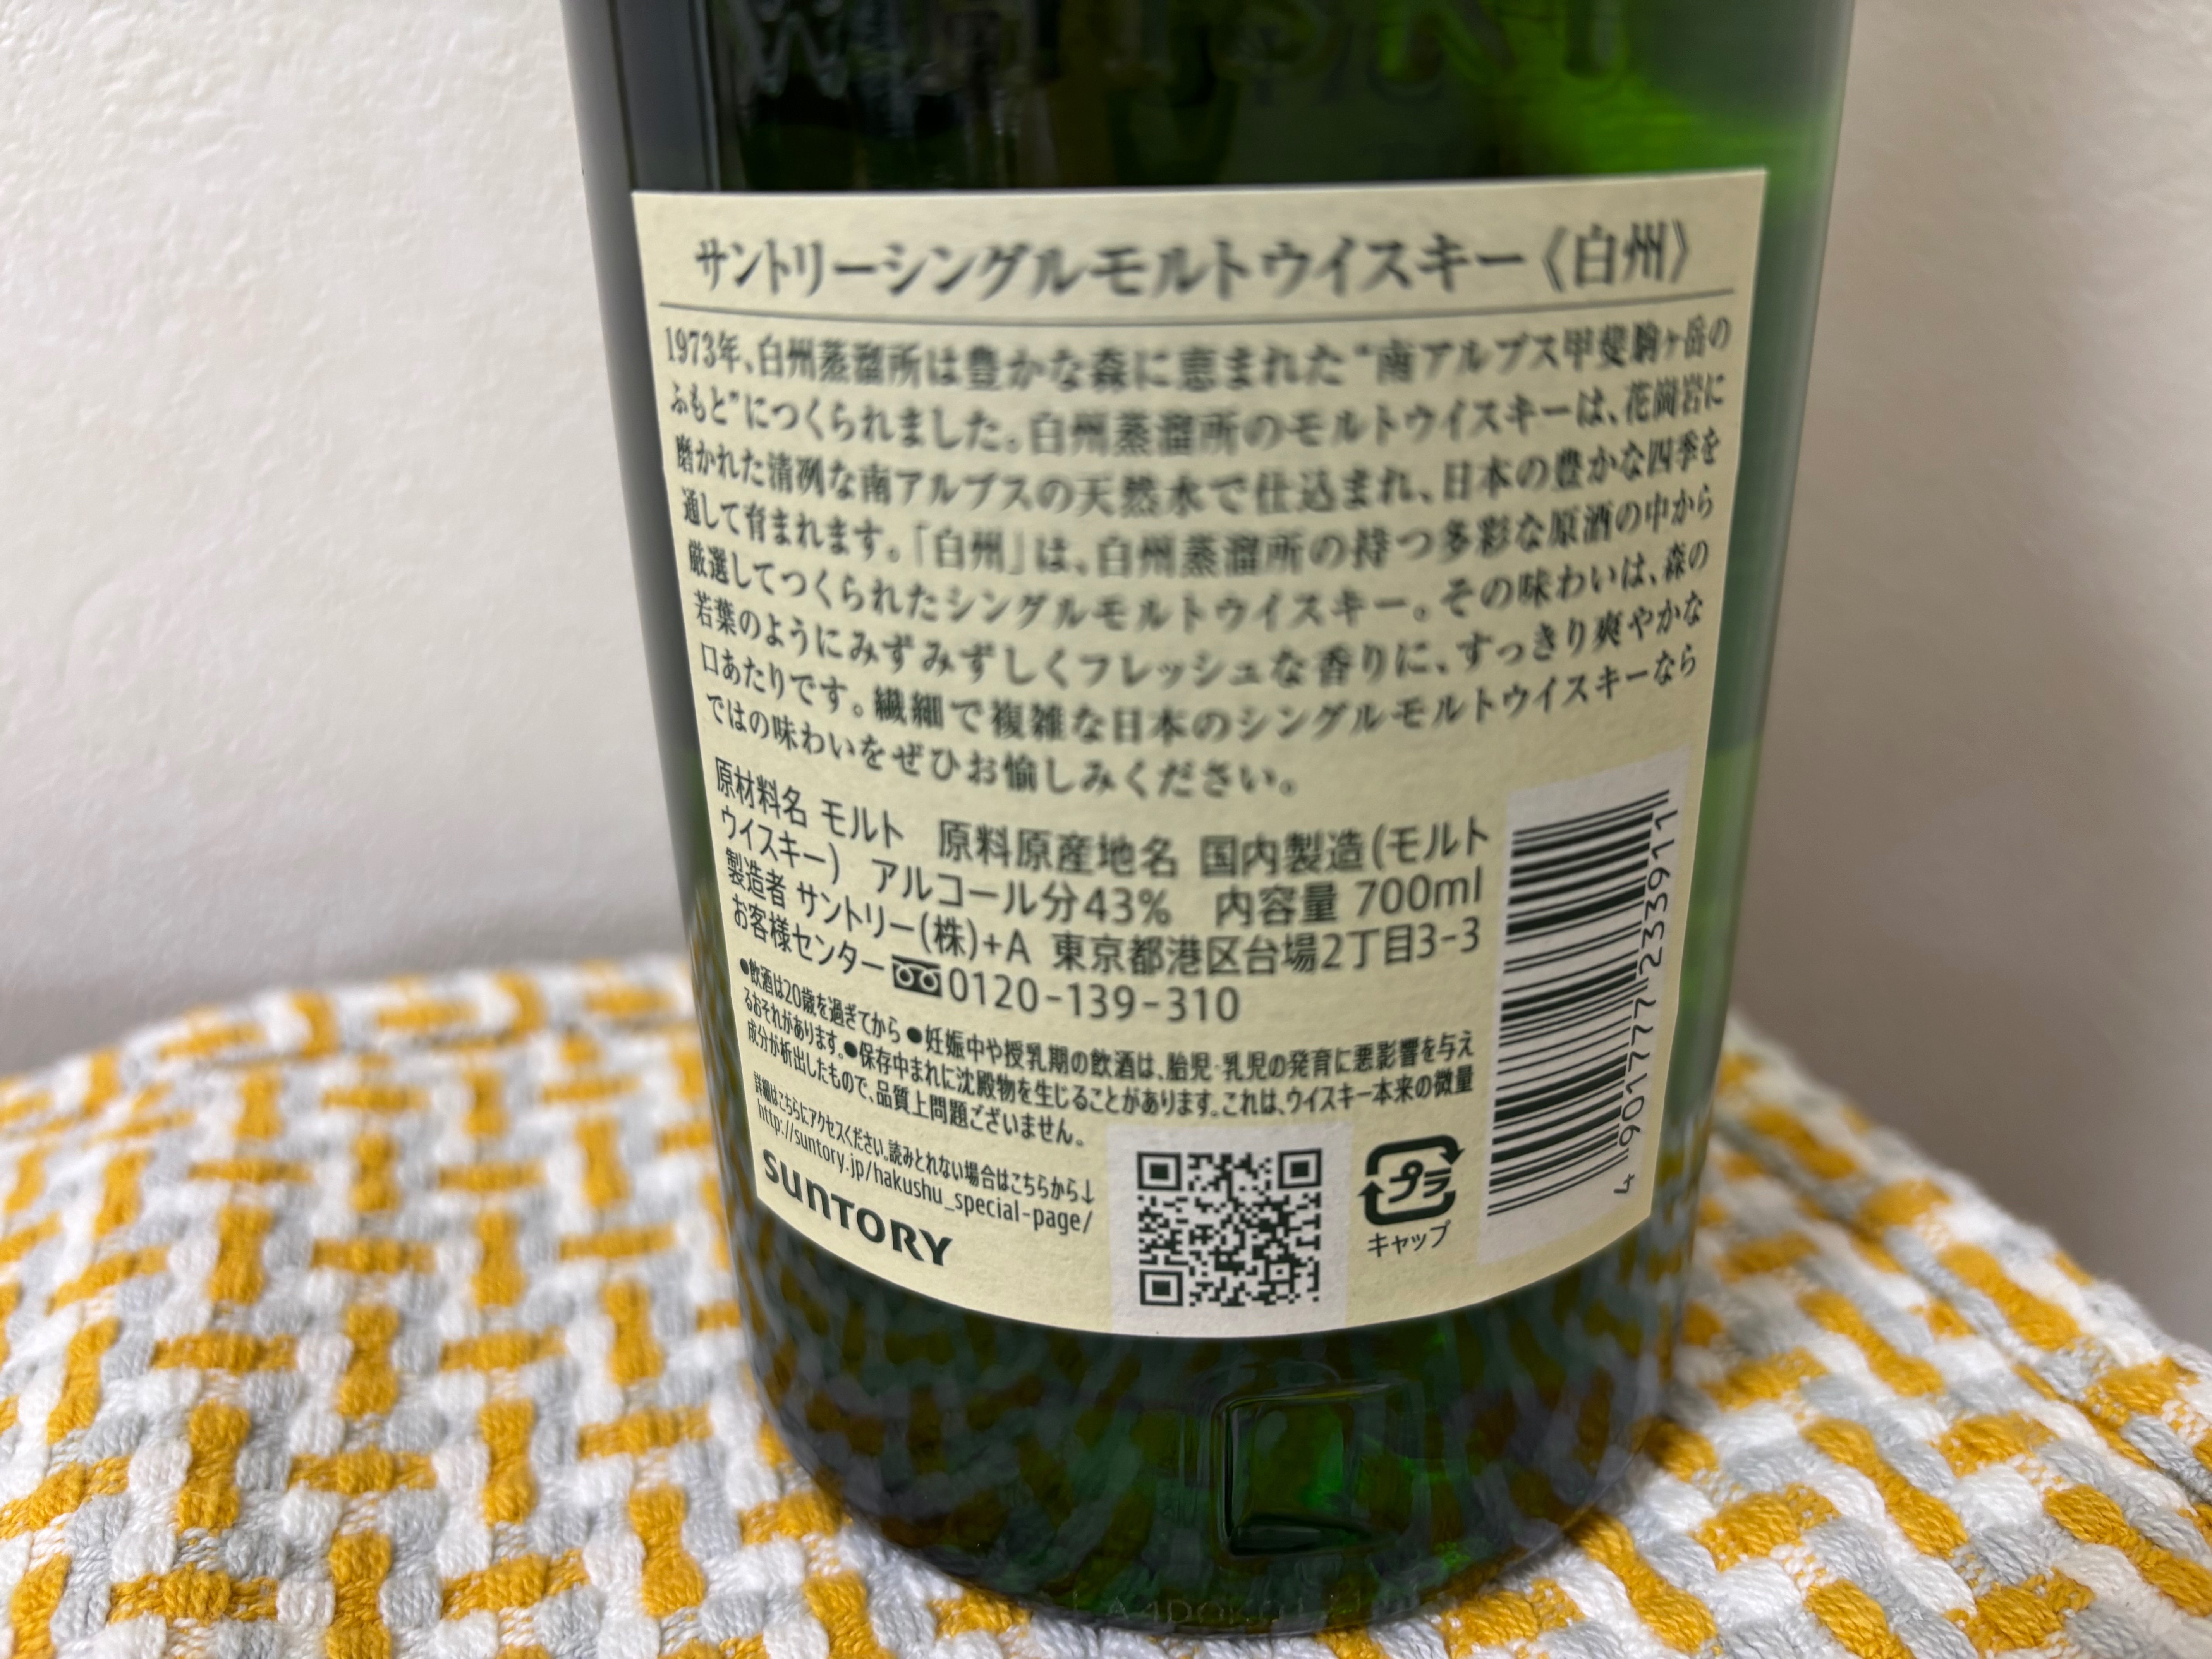 WHISKY
サントリーシングルモルトウイスキー《白州》
1973年、白州蒸溜所は豊かな森に恵まれた“南アルプス甲斐駒ヶ岳の
ふもと”につくられました。白州蒸溜所のモルトウイスキーは、花崗岩に
磨かれた清冽な南アルプスの天然水で仕込まれ、日本の豊かな四季を
通して育まれます。「白州」は、白州蒸溜所の持つ多彩な原酒の中から
厳選してつくられたシングルモルトウイスキー。その味わいは、森の
若葉のようにみずみずしくフレッシュな香りに、すっきり爽やかな
口あたりです。繊細で複雑な日本のシングルモルトウイスキーなら
ではの味わいをぜひお愉しみください。
原材料名 モルト 原料原産地名 国内製造(モルト
ウイスキー) アルコール分43% 内容量 700ml
製造者 サントリー(株)+A 東京都港区台場2丁目3-3
お客様センター 0120-139-310
●飲酒は20歳を過ぎてから ●妊娠中や授乳期の飲酒は、胎児・乳児の発育に悪影響を与え
るおそれがあります。●保存中まれに沈殿物を生じることがあります。これは、ウイスキー本来の微量
成分が析出したもので、品質上問題ございません。
詳細はこちらにアクセスください。読みとれない場合はこちらから↓
http://suntory.jp/hakushu_special-page/
SUNTORY
プラ
キャップ
4 901777 233911